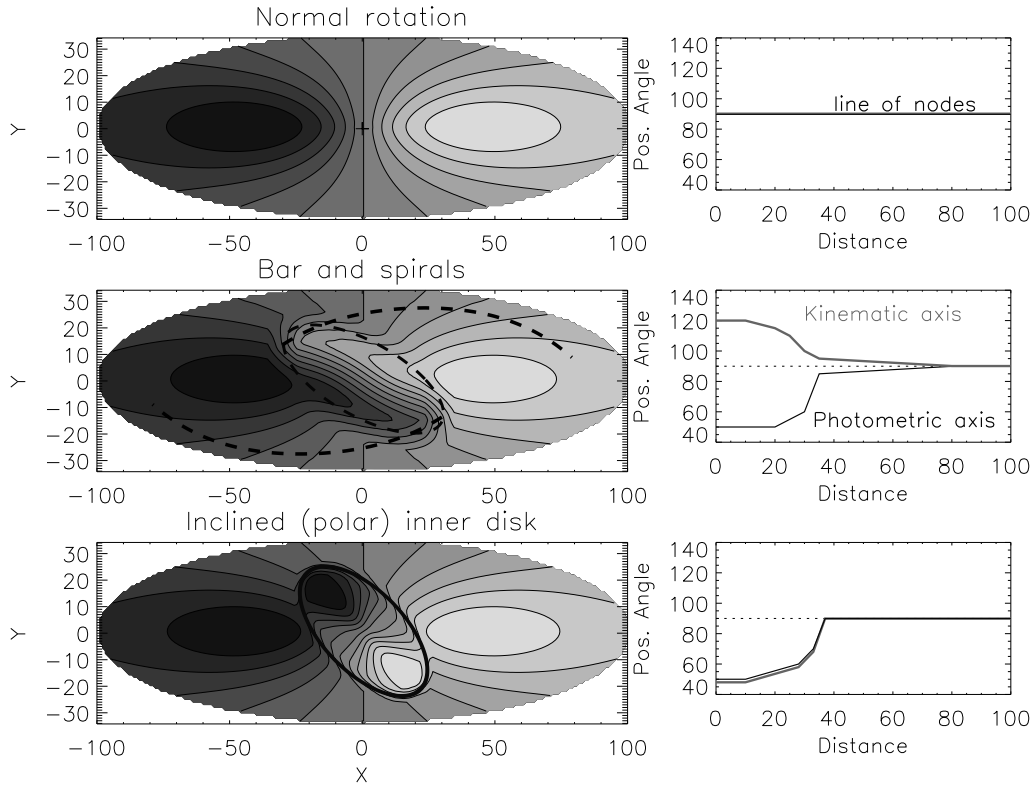 Normal rotation
30
20
10
0
−10
−20
−30
Y
−100 −50 0 50 100
140
120
100
80
60
40
Pos. Angle
line of nodes
0 20 40 60 80 100
Distance
Bar and spirals
30
20
10
0
−10
−20
−30
Y
−100 −50 0 50 100
140
120
100
80
60
40
Pos. Angle
Kinematic axis
Photometric axis
0 20 40 60 80 100
Distance
Inclined (polar) inner disk
30
20
10
0
−10
−20
−30
Y
−100 −50 0 50 100
X
140
120
100
80
60
40
Pos. Angle
0 20 40 60 80 100
Distance